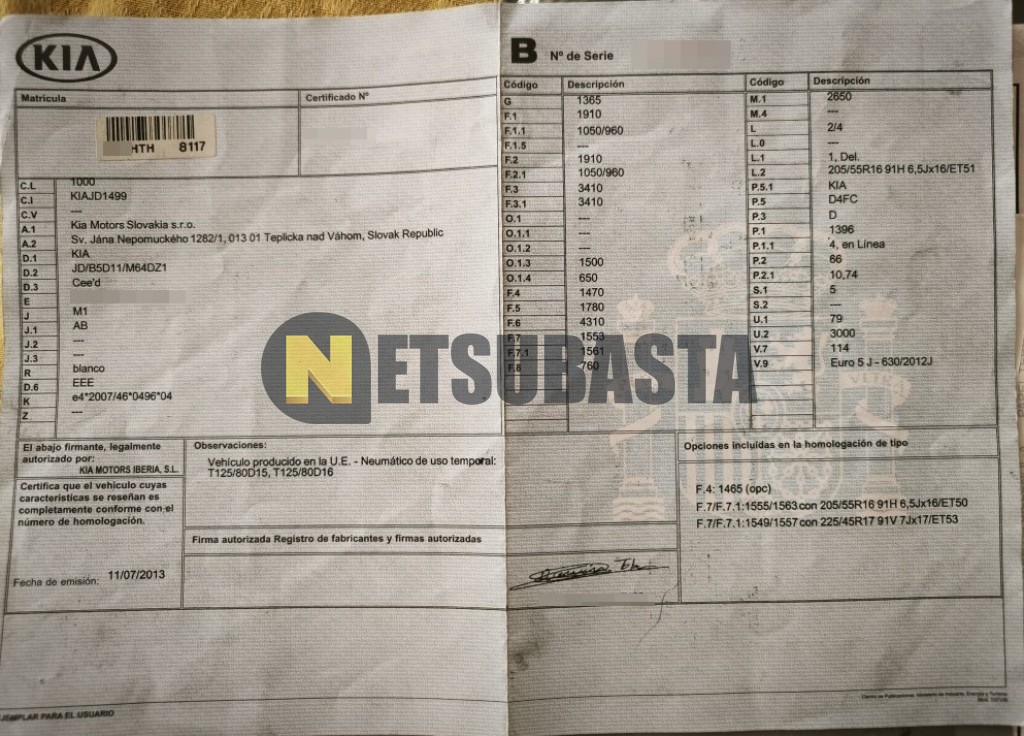 KIA
Matrícula
Certificado Nº
HTH 8117
C.L 1000
C.I KIAJD1499
C.V ---
A.1 Kia Motors Slovakia s.r.o.
A.2 Sv. Jána Nepomuckého 1282/1, 013 01 Teplicka nad Váhom, Slovak Republic
D.1 KIA
D.2 JD/B5D11/M64DZ1
D.3 Cee'd
E
J M1
J.1 AB
J.2 ---
J.3 ---
R blanco
D.6 EEE
K e4*2007/46*0496*04
Z ---
El abajo firmante, legalmente
autorizado por:
KIA MOTORS IBERIA, S.L.
Certifica que el vehículo cuyas
características se reseñan es
completamente conforme con el
número de homologación.
Fecha de emisión: 11/07/2013
Observaciones:
Vehículo producido en la U.E. - Neumático de uso temporal:
T125/80D15, T125/80D16
Firma autorizada Registro de fabricantes y firmas autorizadas
EJEMPLAR PARA EL USUARIO
B Nº de Serie
Código Descripción
G 1365
F.1 1910
F.1.1 1050/960
F.1.5 ---
F.2 1910
F.2.1 1050/960
F.3 3410
F.3.1 3410
O.1 ---
O.1.1 ---
O.1.2 ---
O.1.3 1500
O.1.4 650
F.4 1470
F.5 1780
F.6 4310
F.7 1553
F.7.1 1561
F.8 760
Código Descripción
M.1 2650
M.4 ---
L 2/4
L.0 ---
L.1 1, Del.
L.2 205/55R16 91H 6,5Jx16/ET51
P.5.1 KIA
P.5 D4FC
P.3 D
P.1 1396
P.1.1 4, en Línea
P.2 66
P.2.1 10,74
S.1 5
S.2 ---
U.1 79
U.2 3000
V.7 114
V.9 Euro 5 J - 630/2012J
NETSUBASTA
Opciones incluidas en la homologación de tipo
F.4: 1465 (opc)
F.7/F.7.1:1555/1563 con 205/55R16 91H 6,5Jx16/ET50
F.7/F.7.1:1549/1557 con 225/45R17 91V 7Jx17/ET53
Centro de Publicaciones. Ministerio de Industria, Energía y Turismo